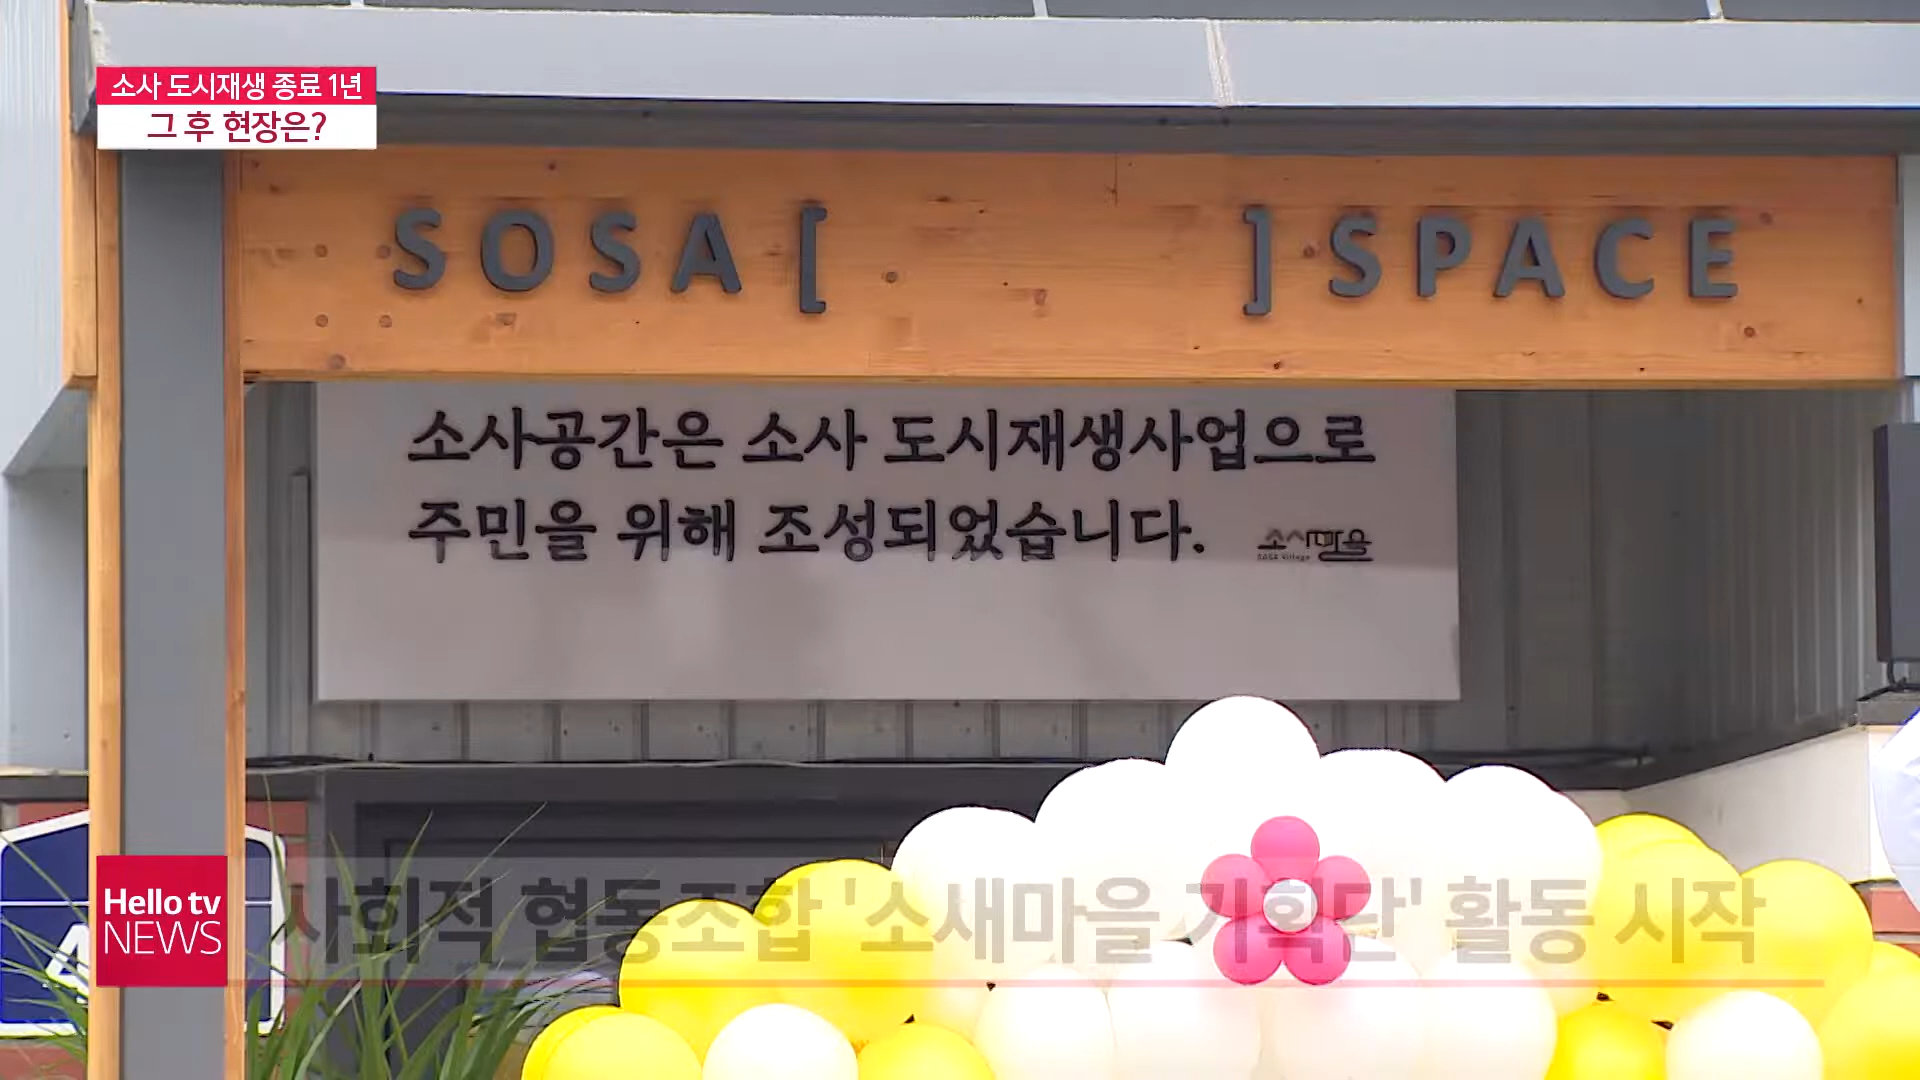 소사 도시재생 종료 1년
그 후 현장은?
SOSA [ ] SPACE
소사공간은 소사 도시재생사업으로
주민을 위해 조성되었습니다.
소사마을
SOSA Village
Hello tv
NEWS
사회적 협동조합 '소새마을 기획단' 활동 시작